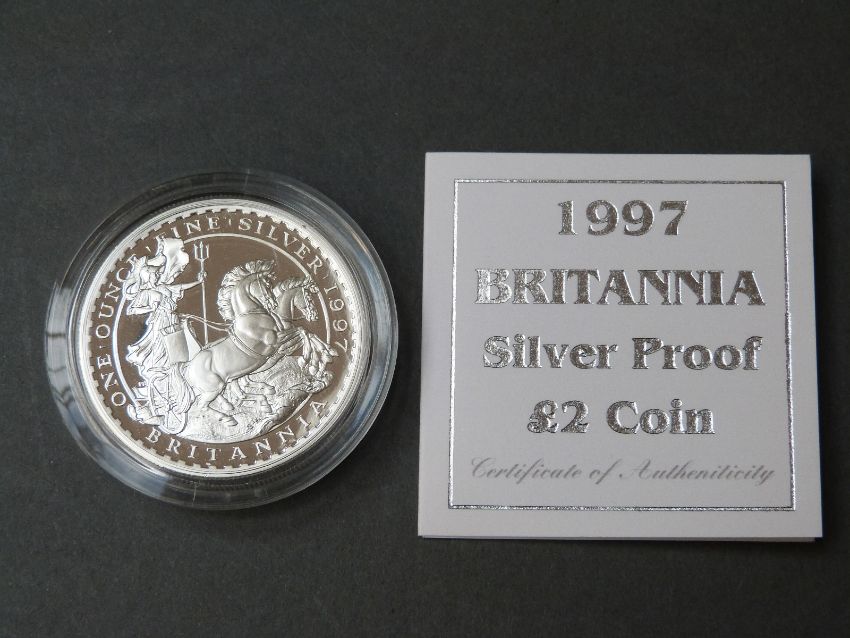 ONE · OUNCE · FINE · SILVER · 1997
BRITANNIA
1997
BRITANNIA
Silver Proof
£2 Coin
Certificate of Authenticity